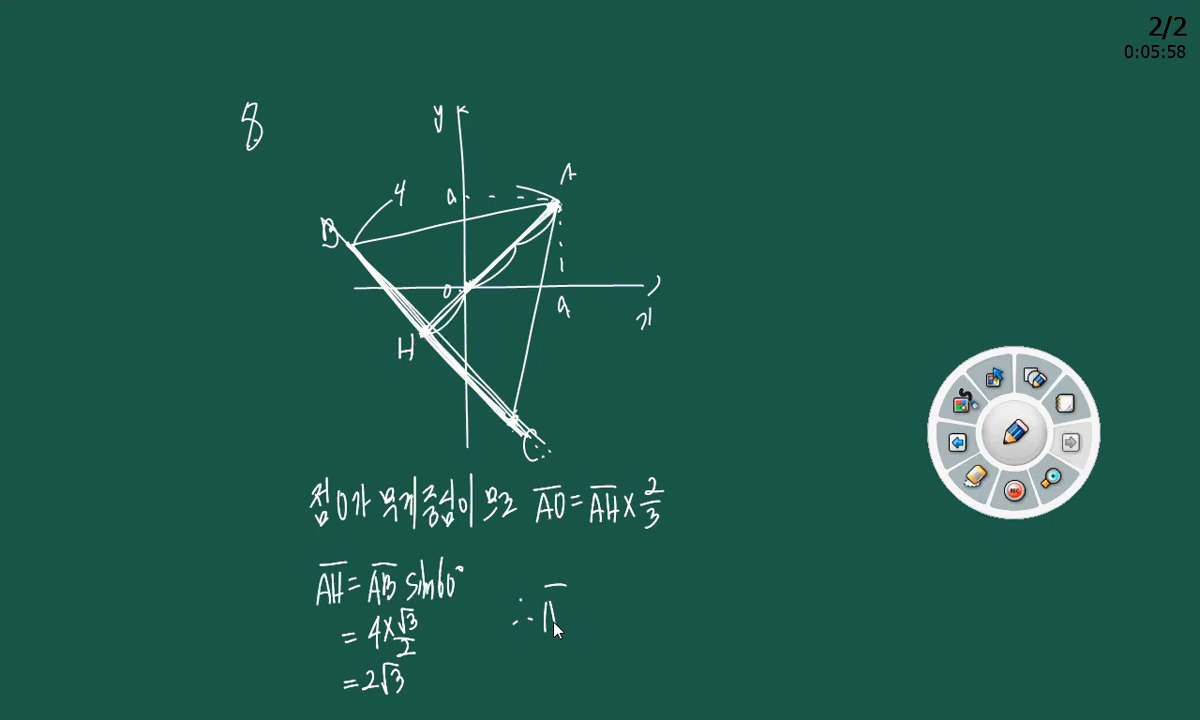 2/2
0:05:58
8
y
A
a
4
B
O
a
x
H
C
점 O가 무게중심이므로 AO = AH × 2/3
AH = AB sin60°
= 4 × √3/2
= 2√3
∴ A